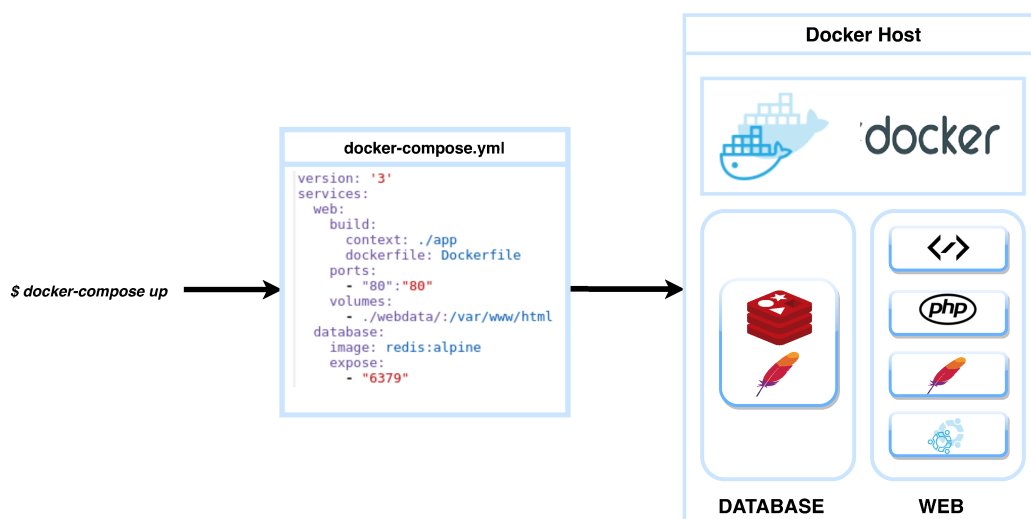 $ docker-compose up
docker-compose.yml
version: '3'
services:
  web:
    build:
      context: ./app
      dockerfile: Dockerfile
    ports:
      - "80":"80"
    volumes:
      - ./webdata/:/var/www/html
  database:
    image: redis:alpine
    expose:
      - "6379"
Docker Host
docker
php
DATABASE
WEB